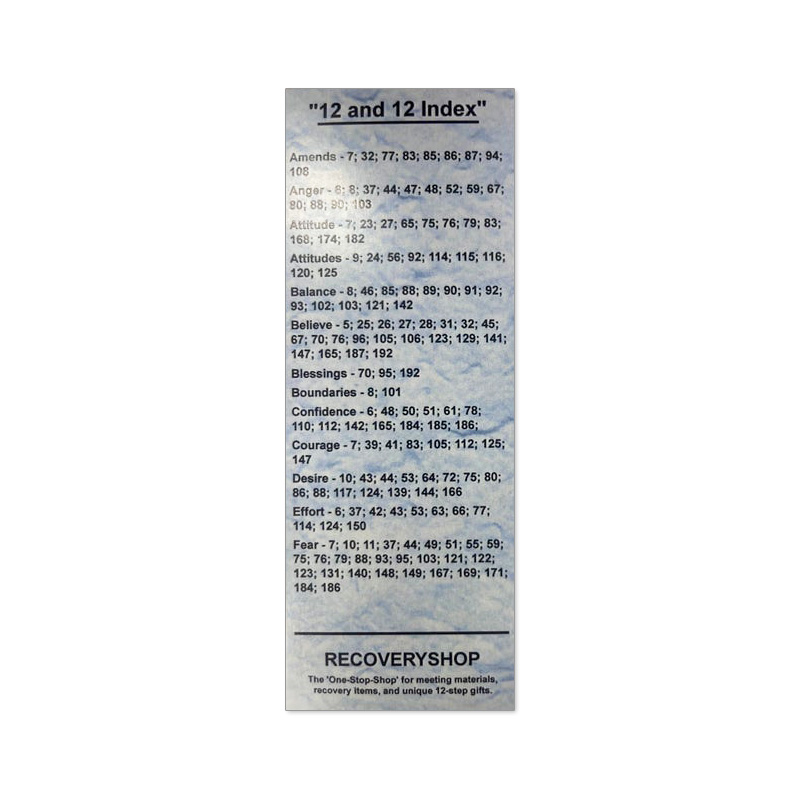 "12 and 12 Index"
Amends - 7; 32; 77; 83; 85; 86; 87; 94;
108
Anger - 6; 8; 37; 44; 47; 48; 52; 59; 67;
80; 88; 90; 103
Attitude - 7; 23; 27; 65; 75; 76; 79; 83;
168; 174; 182
Attitudes - 9; 24; 56; 92; 114; 115; 116;
120; 125
Balance - 8; 46; 85; 88; 89; 90; 91; 92;
93; 102; 103; 121; 142
Believe - 5; 25; 26; 27; 28; 31; 32; 45;
67; 70; 76; 96; 105; 106; 123; 129; 141;
147; 165; 187; 192
Blessings - 70; 95; 192
Boundaries - 8; 101
Confidence - 6; 48; 50; 51; 61; 78;
110; 112; 142; 165; 184; 185; 186;
Courage - 7; 39; 41; 83; 105; 112; 125;
147
Desire - 10; 43; 44; 53; 64; 72; 75; 80;
86; 88; 117; 124; 139; 144; 166
Effort - 6; 37; 42; 43; 53; 63; 66; 77;
114; 124; 150
Fear - 7; 10; 11; 37; 44; 49; 51; 55; 59;
75; 76; 79; 88; 93; 95; 103; 121; 122;
123; 131; 140; 148; 149; 167; 169; 171;
184; 186
RECOVERYSHOP
The 'One-Stop-Shop' for meeting materials,
recovery items, and unique 12-step gifts.